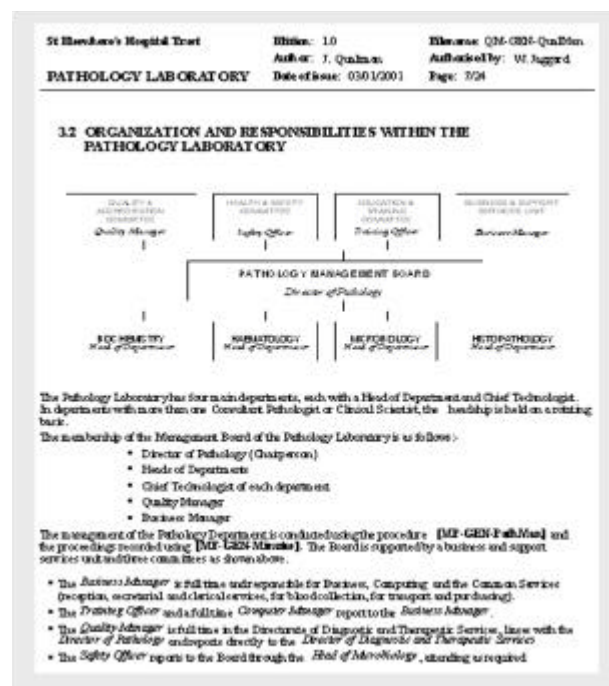 St Elsewhere's Hospital Trust Edition: 1.0 Filename: QM-GEN-QualMan
Author: J. Qualman Authorised by: W. Juggard
PATHOLOGY LABORATORY Date of issue: 03/01/2001 Page: 7/24
3.2 ORGANIZATION AND RESPONSIBILITIES WITHIN THE
PATHOLOGY LABORATORY
QUALITY & HEALTH & SAFETY EDUCATION & BUSINESS & SUPPORT
ACCREDITATION COMMITTEE TRAINING SERVICES UNIT
COMMITTEE COMMITTEE
Quality Manager Safety Officer Training Officer Business Manager
PATHOLOGY MANAGEMENT BOARD
Director of Pathology
BIOCHEMISTRY HAEMATOLOGY MICROBIOLOGY HISTOPATHOLOGY
Head of Department Head of Department Head of Department Head of Department
The Pathology Laboratory has four main departments, each with a Head of Department and Chief Technologist.
In departments with more than one Consultant Pathologist or Clinical Scientist, the headship is held on a rotating
basis.
The membership of the Management Board of the Pathology Laboratory is as follows :-
• Director of Pathology (Chairperson)
• Heads of Departments
• Chief Technologist of each department
• Quality Manager
• Business Manager
The management of the Pathology Department is conducted using the procedure [MP-GEN-PathMan] and
the proceedings recorded using [MF-GEN-Minutes]. The Board is supported by a business and support
services unit and three committees as shown above.
• The Business Manager is full time and responsible for Business, Computing and the Common Services
(reception, secretarial and clerical services, for blood collection, for transport and purchasing).
• The Training Officer and a full time Computer Manager report to the Business Manager.
• The Quality Manager is full time in the Directorate of Diagnostic and Therapeutic Services, liaises with the
Director of Pathology and reports directly to the Director of Diagnostic and Therapeutic Services
• The Safety Officer reports to the Board through the Head of Microbiology, attending as required